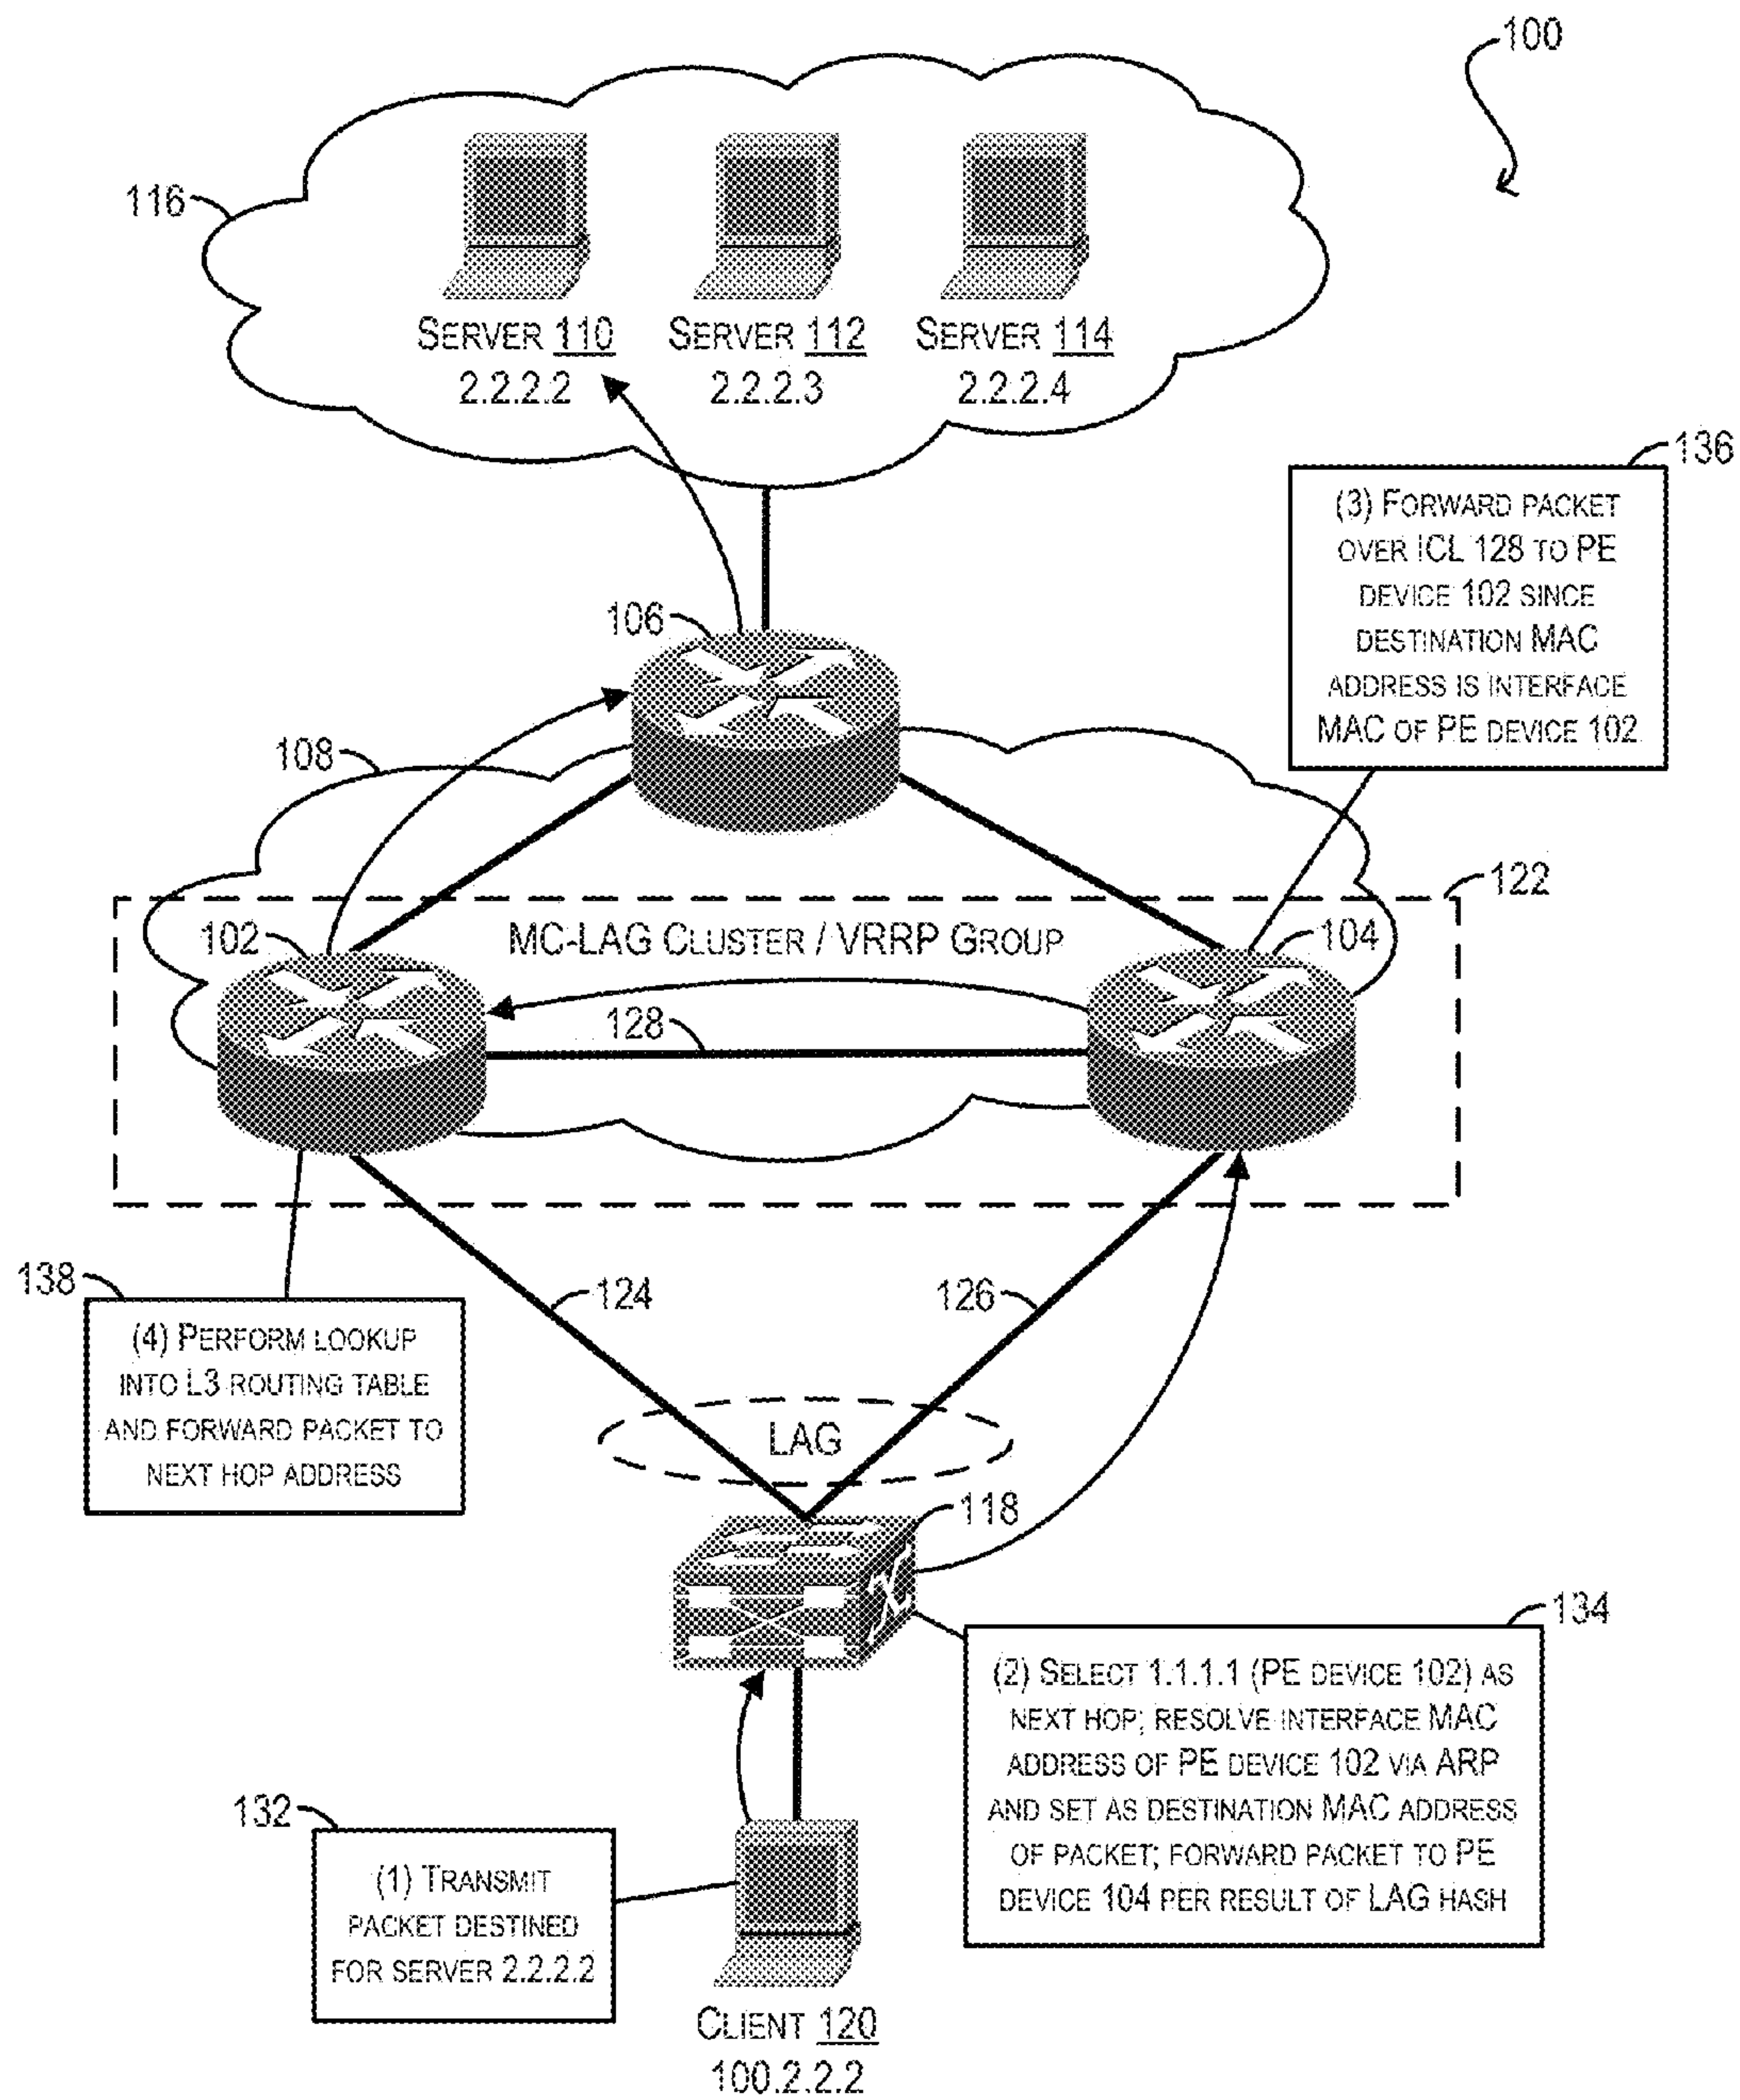 100
116
SERVER 110
2.2.2.2
SERVER 112
2.2.2.3
SERVER 114
2.2.2.4
136
(3) FORWARD PACKET
OVER ICL 128 TO PE
DEVICE 102 SINCE
DESTINATION MAC
ADDRESS IS INTERFACE
MAC OF PE DEVICE 102
106
108
122
102
MC-LAG CLUSTER / VRRP GROUP
104
128
138
(4) PERFORM LOOKUP
INTO L3 ROUTING TABLE
AND FORWARD PACKET TO
NEXT HOP ADDRESS
124
126
LAG
118
134
(2) SELECT 1.1.1.1 (PE DEVICE 102) AS
NEXT HOP; RESOLVE INTERFACE MAC
ADDRESS OF PE DEVICE 102 VIA ARP
AND SET AS DESTINATION MAC ADDRESS
OF PACKET; FORWARD PACKET TO PE
DEVICE 104 PER RESULT OF LAG HASH
132
(1) TRANSMIT
PACKET DESTINED
FOR SERVER 2.2.2.2
CLIENT 120
100.2.2.2